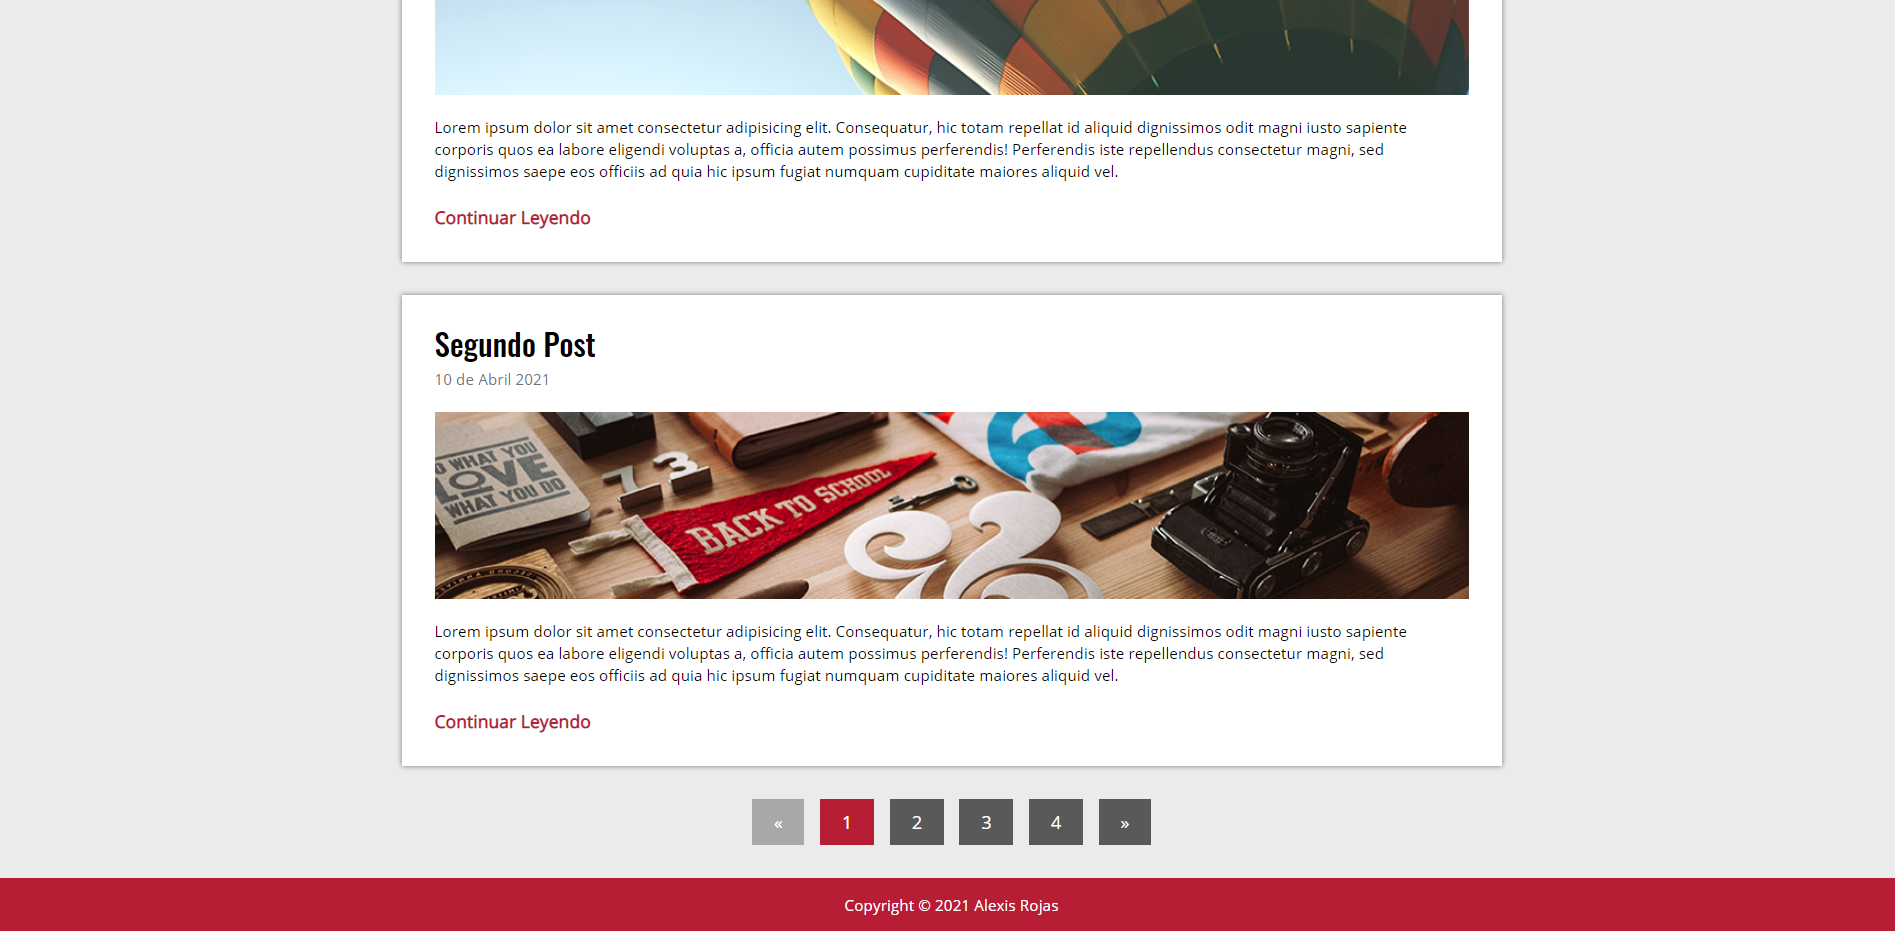 Lorem ipsum dolor sit amet consectetur adipisicing elit. Consequatur, hic totam repellat id aliquid dignissimos odit magni iusto sapiente
corporis quos ea labore eligendi voluptas a, officia autem possimus perferendis! Perferendis iste repellendus consectetur magni, sed
dignissimos saepe eos officiis ad quia hic ipsum fugiat numquam cupiditate maiores aliquid vel.
Continuar Leyendo
Segundo Post
10 de Abril 2021
WHAT YOU
LOVE
WHAT YOU DO
73
BACK TO SCHOOL
&
Lorem ipsum dolor sit amet consectetur adipisicing elit. Consequatur, hic totam repellat id aliquid dignissimos odit magni iusto sapiente
corporis quos ea labore eligendi voluptas a, officia autem possimus perferendis! Perferendis iste repellendus consectetur magni, sed
dignissimos saepe eos officiis ad quia hic ipsum fugiat numquam cupiditate maiores aliquid vel.
Continuar Leyendo
« 1 2 3 4 »
Copyright © 2021 Alexis Rojas